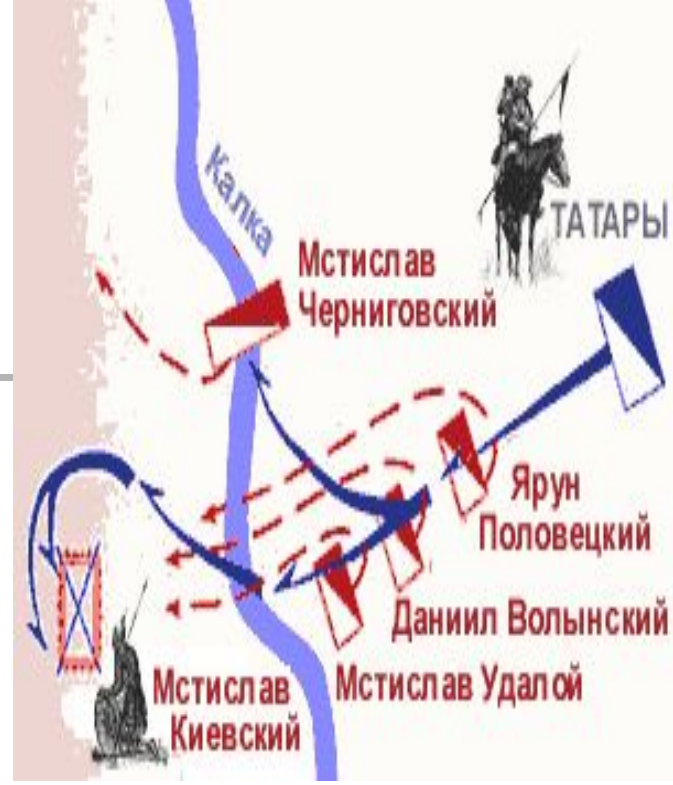 Калка
ТАТАРЫ
Мстислав
Черниговский
Ярун
Половецкий
Даниил Волынский
Мстислав Удалой
Мстислав
Киевский